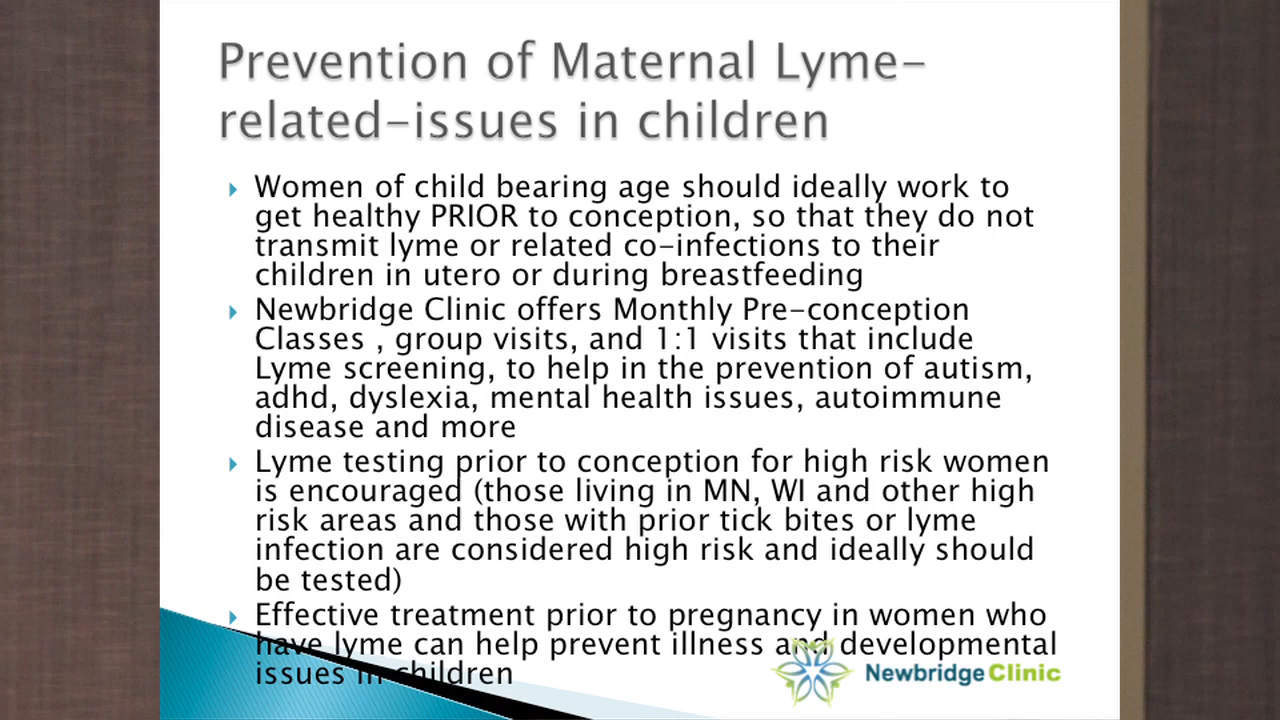 Prevention of Maternal Lyme-
related-issues in children
Women of child bearing age should ideally work to
get healthy PRIOR to conception, so that they do not
transmit lyme or related co-infections to their
children in utero or during breastfeeding
Newbridge Clinic offers Monthly Pre-conception
Classes , group visits, and 1:1 visits that include
Lyme screening, to help in the prevention of autism,
adhd, dyslexia, mental health issues, autoimmune
disease and more
Lyme testing prior to conception for high risk women
is encouraged (those living in MN, WI and other high
risk areas and those with prior tick bites or lyme
infection are considered high risk and ideally should
be tested)
Effective treatment prior to pregnancy in women who
have lyme can help prevent illness and developmental
issues in children
Newbridge Clinic